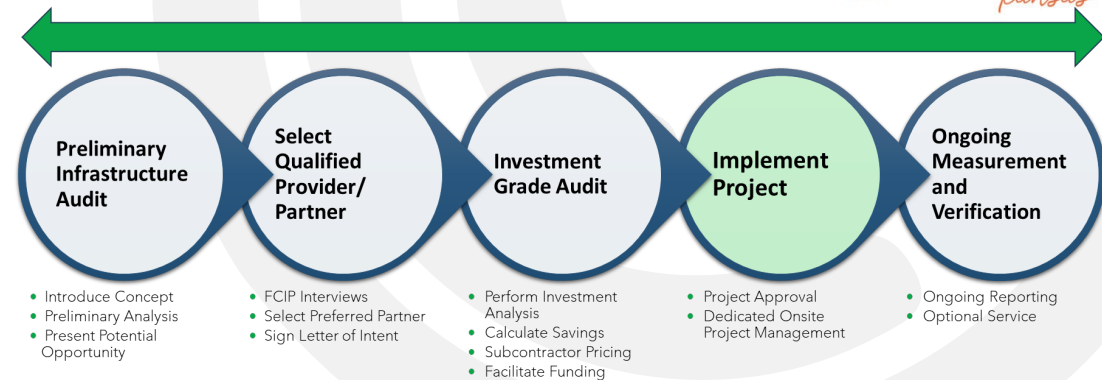 Kansas
Preliminary
Infrastructure
Audit
Select
Qualified
Provider/
Partner
Investment
Grade Audit
Implement
Project
Ongoing
Measurement
and
Verification
• Introduce Concept
• Preliminary Analysis
• Present Potential
Opportunity
• FCIP Interviews
• Select Preferred Partner
• Sign Letter of Intent
• Perform Investment
Analysis
• Calculate Savings
• Subcontractor Pricing
• Facilitate Funding
• Project Approval
• Dedicated Onsite
Project Management
• Ongoing Reporting
• Optional Service